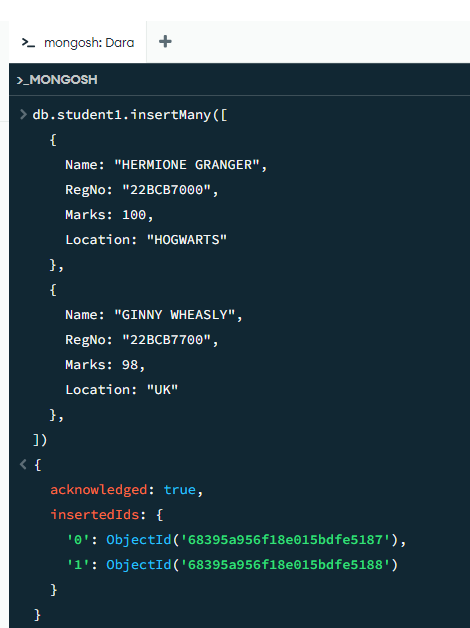 >_ mongosh: Dara +
>_MONGOSH
> db.student1.insertMany([
{
Name: "HERMIONE GRANGER",
RegNo: "22BCB7000",
Marks: 100,
Location: "HOGWARTS"
},
{
Name: "GINNY WHEASLY",
RegNo: "22BCB7700",
Marks: 98,
Location: "UK"
},
])
< {
acknowledged: true,
insertedIds: {
'0': ObjectId('68395a956f18e015bdfe5187'),
'1': ObjectId('68395a956f18e015bdfe5188')
}
}